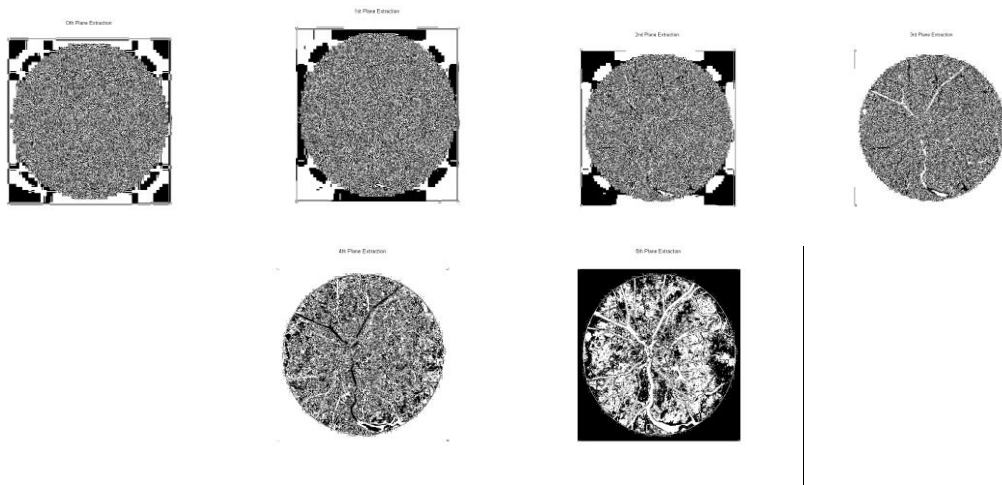 0th Plane Extraction
1st Plane Extraction
2nd Plane Extraction
3rd Plane Extraction
4th Plane Extraction
5th Plane Extraction